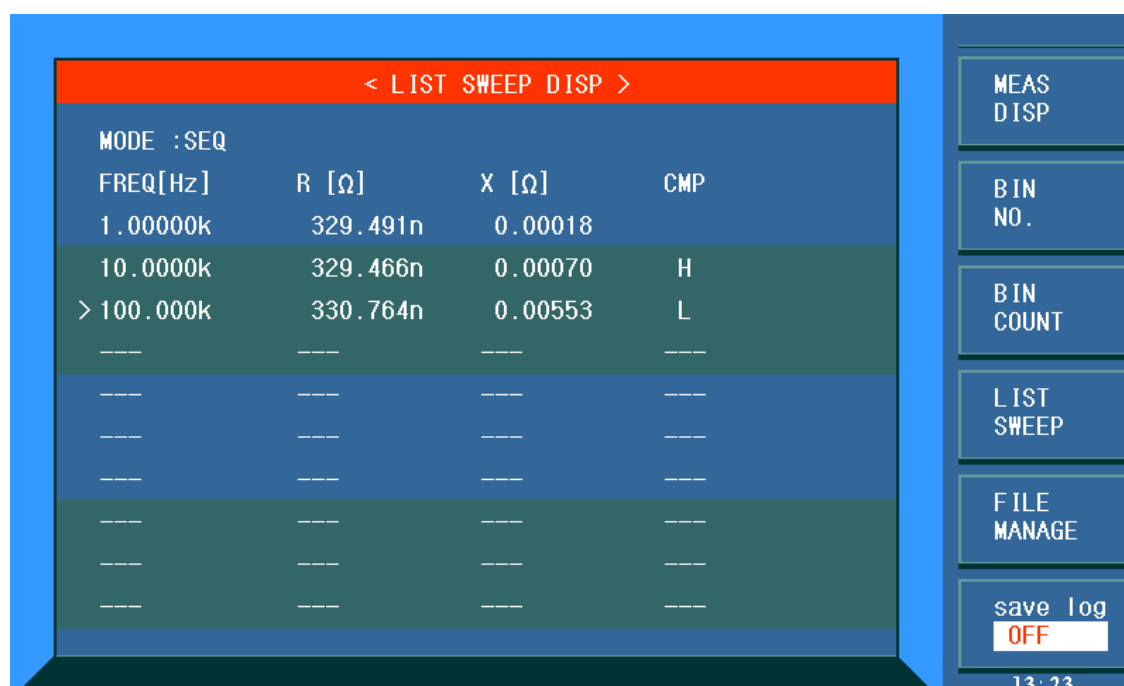 < LIST SWEEP DISP >
MODE :SEQ
FREQ[Hz] R [Ω] X [Ω] CMP
1.00000k 329.491n 0.00018
10.0000k 329.466n 0.00070 H
>100.000k 330.764n 0.00553 L
--- --- --- ---
--- --- --- ---
--- --- --- ---
--- --- --- ---
--- --- --- ---
--- --- --- ---
--- --- --- ---
MEAS
DISP
BIN
NO.
BIN
COUNT
LIST
SWEEP
FILE
MANAGE
save log
OFF
13:23